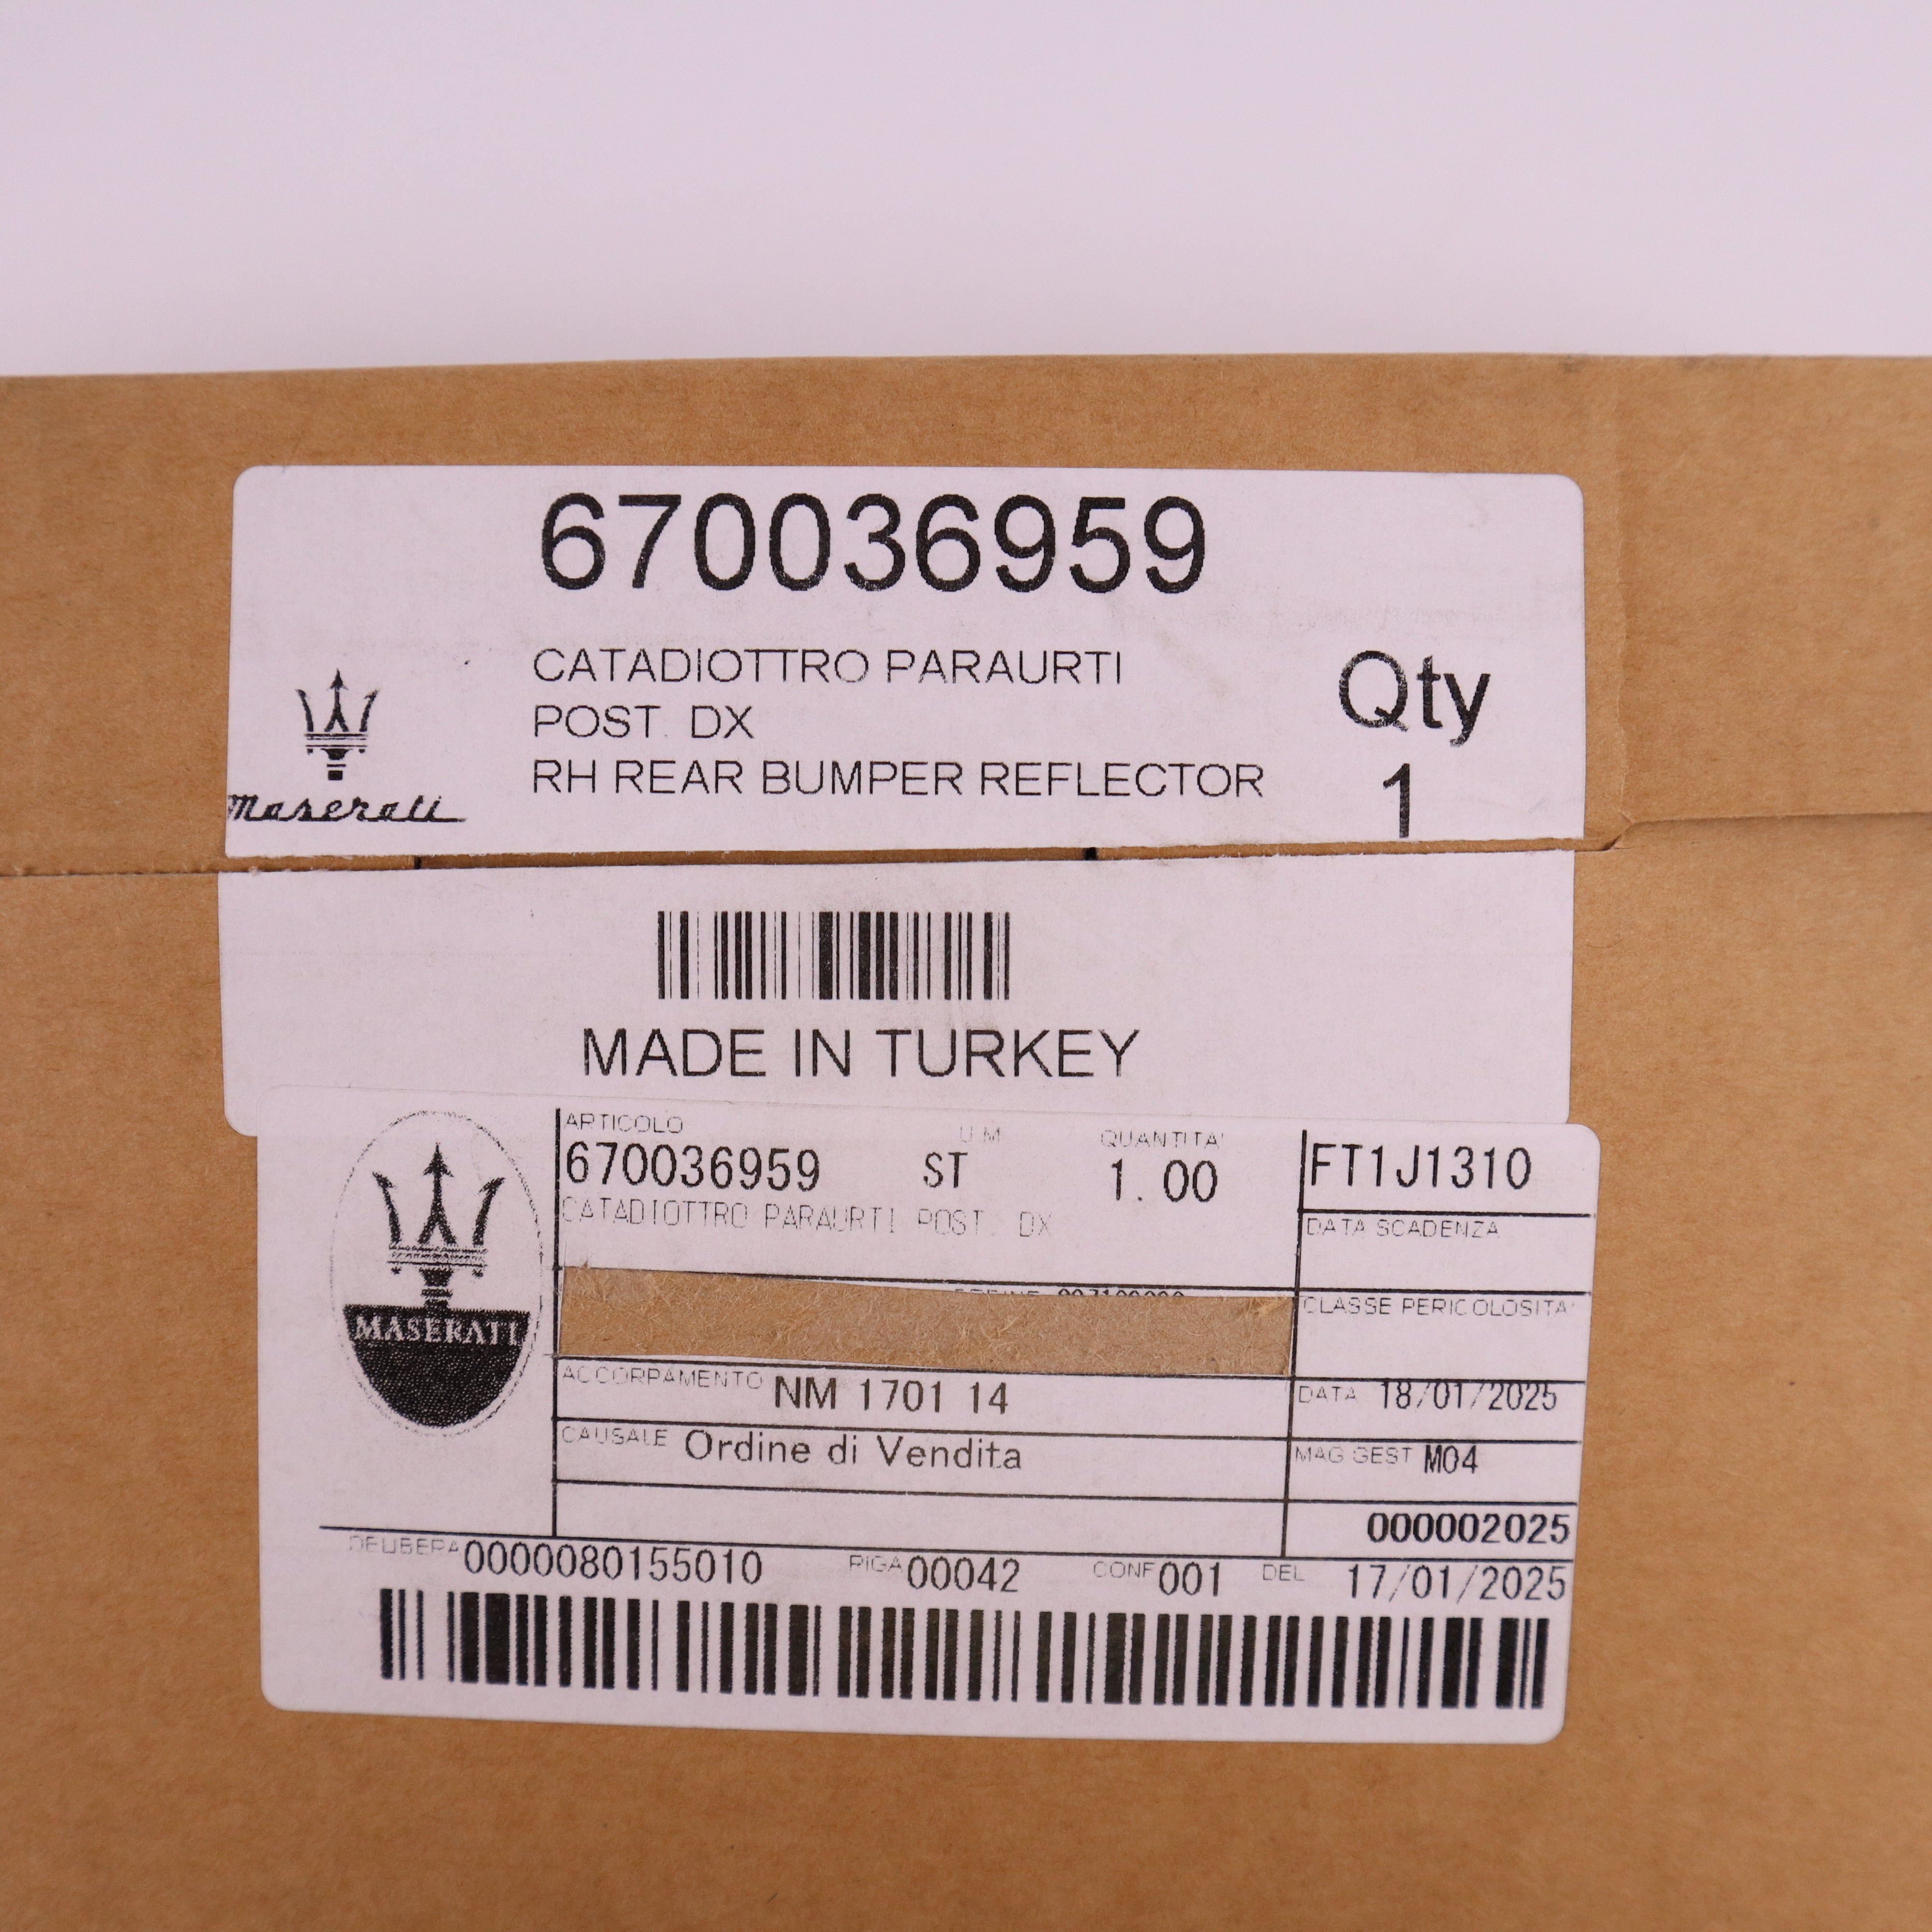 670036959
CATADIOTTRO PARAURTI
POST. DX
RH REAR BUMPER REFLECTOR
Qty
1
Maserati
MADE IN TURKEY
ARTICOLO U.M. QUANTITA'
670036959 ST 1.00
CATADIOTTRO PARAURTI POST. DX
FT1J1310
DATA SCADENZA
CLASSE PERICOLOSITA'
MASERATI
ACCORPAMENTO NM 1701 14
DATA 18/01/2025
CAUSALE Ordine di Vendita
MAG GEST M04
000002025
DELIBERA 0000080155010 RIGA 00042 CONF 001 DEL 17/01/2025